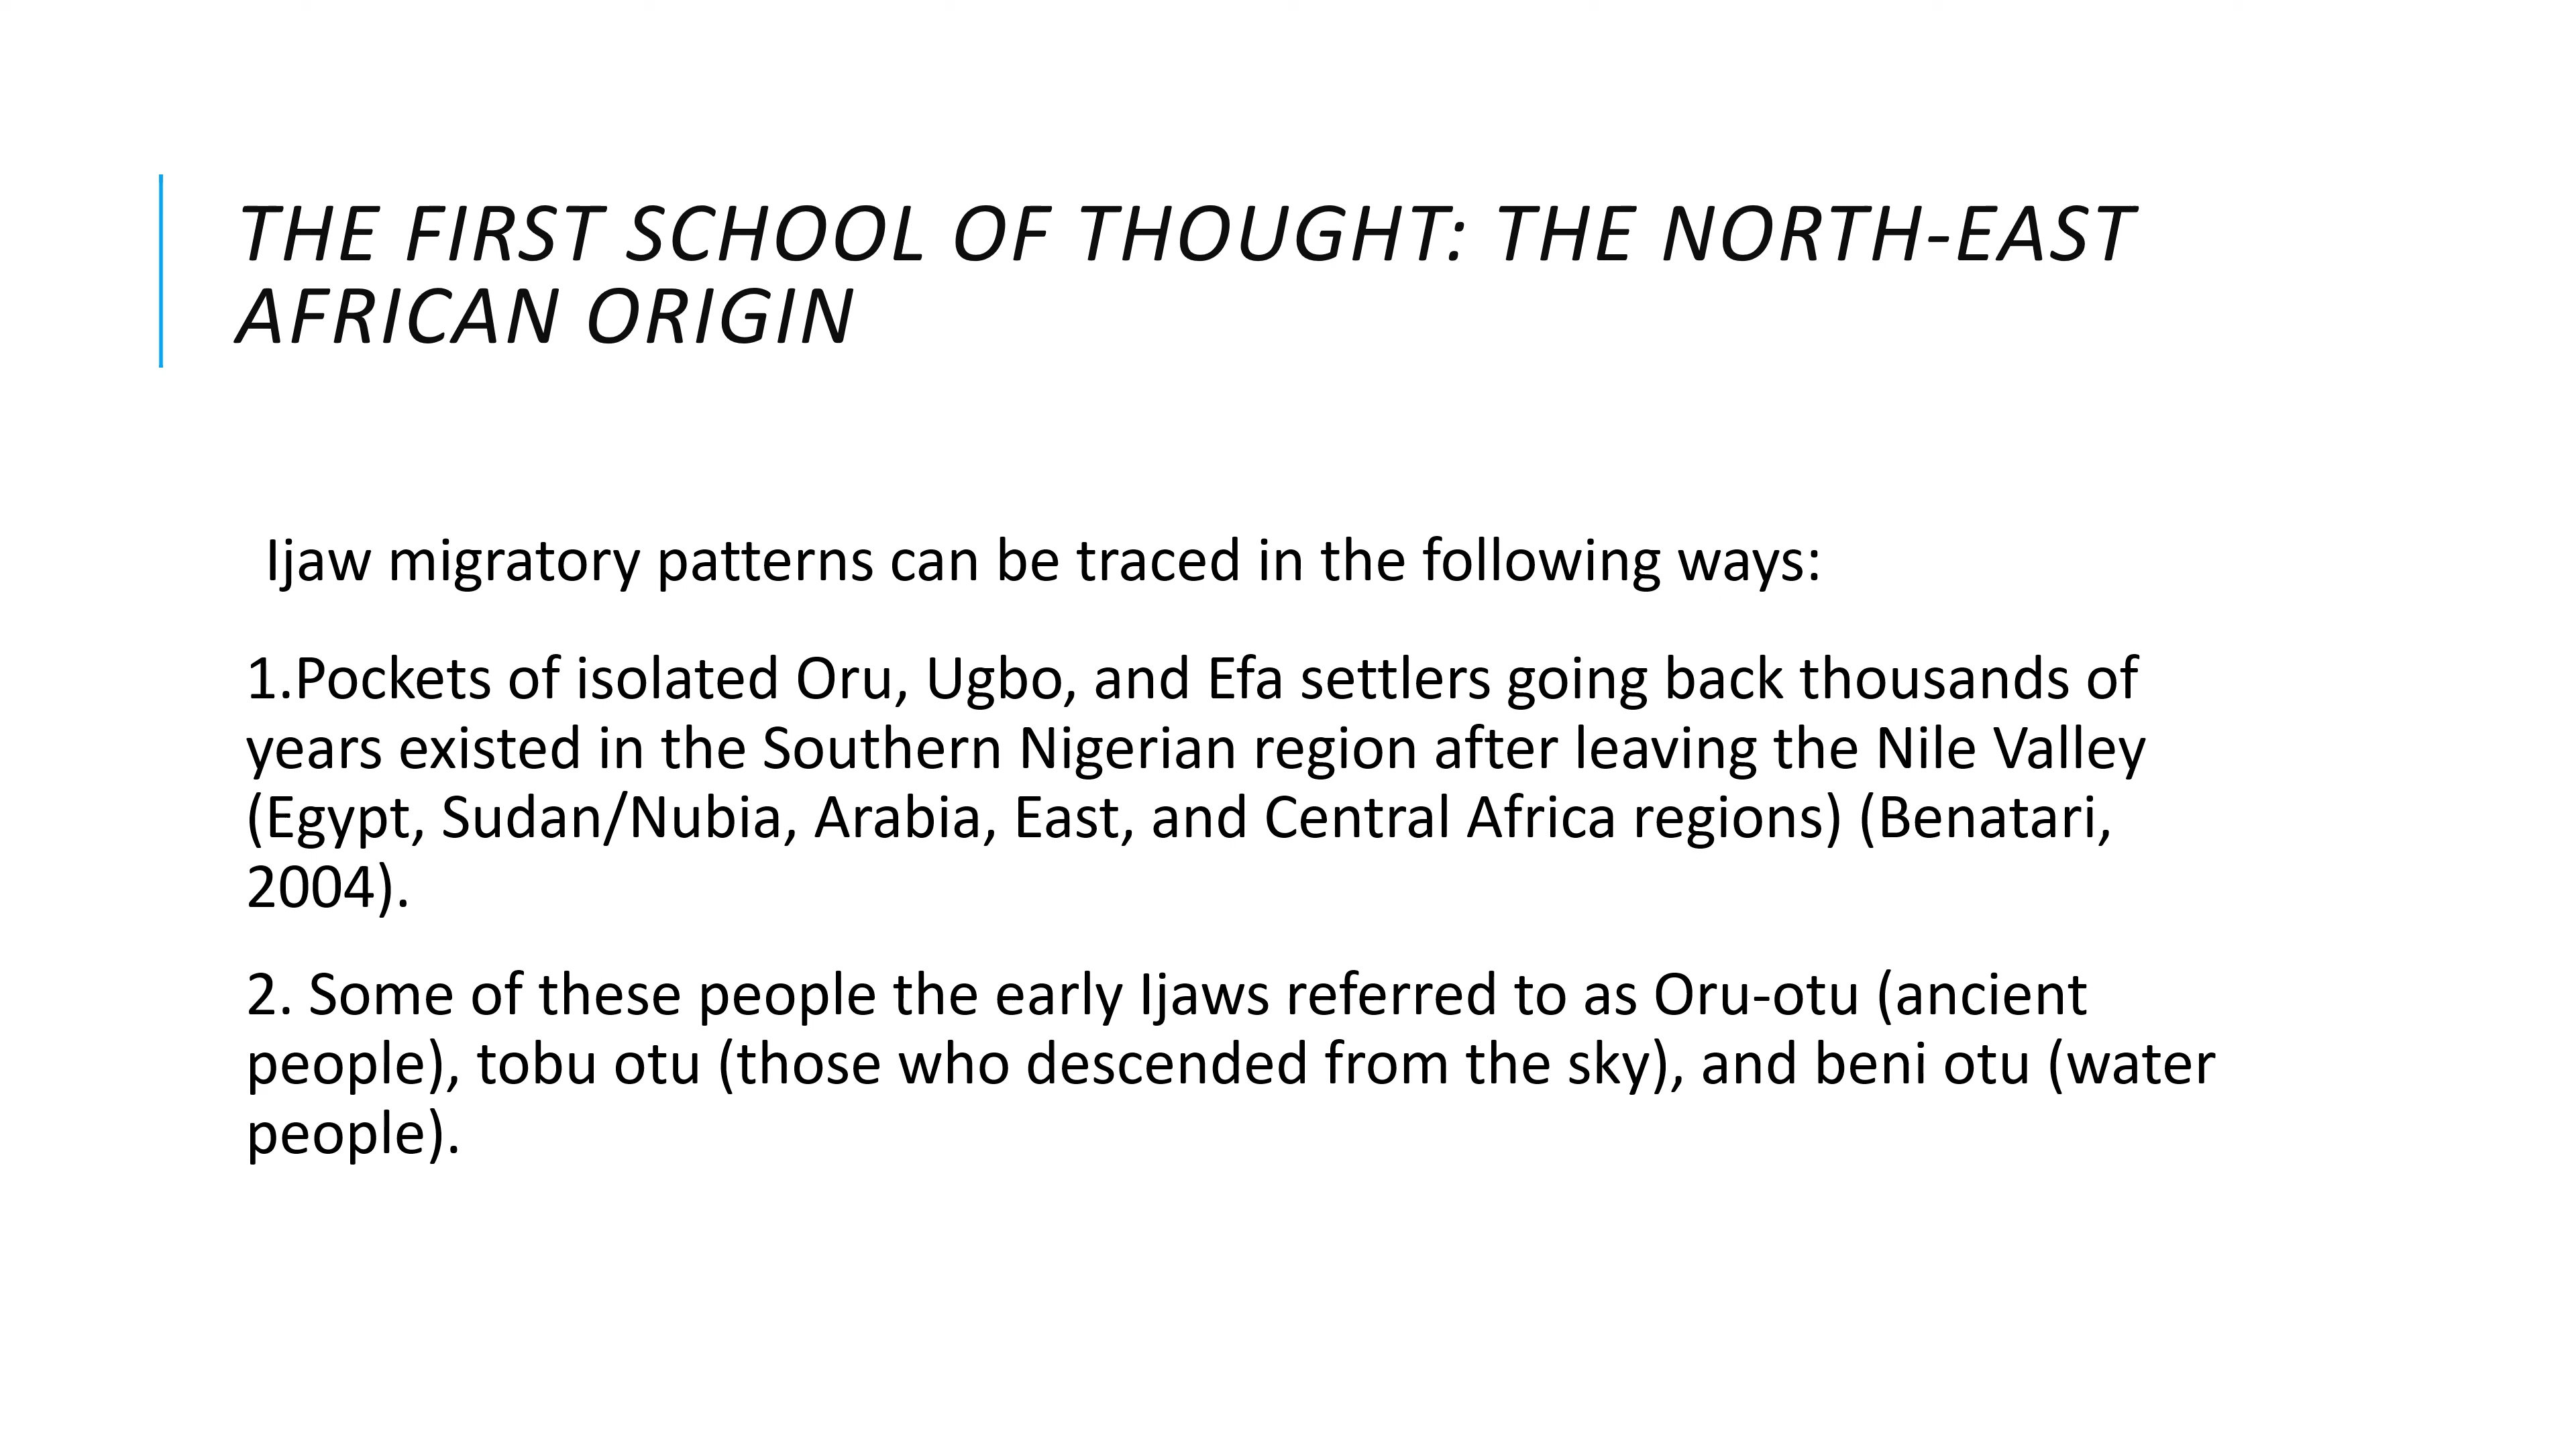 THE FIRST SCHOOL OF THOUGHT: THE NORTH-EAST
AFRICAN ORIGIN
Ijaw migratory patterns can be traced in the following ways:
1.Pockets of isolated Oru, Ugbo, and Efa settlers going back thousands of
years existed in the Southern Nigerian region after leaving the Nile Valley
(Egypt, Sudan/Nubia, Arabia, East, and Central Africa regions) (Benatari,
2004).
2. Some of these people the early Ijaws referred to as Oru-otu (ancient
people), tobu otu (those who descended from the sky), and beni otu (water
people).